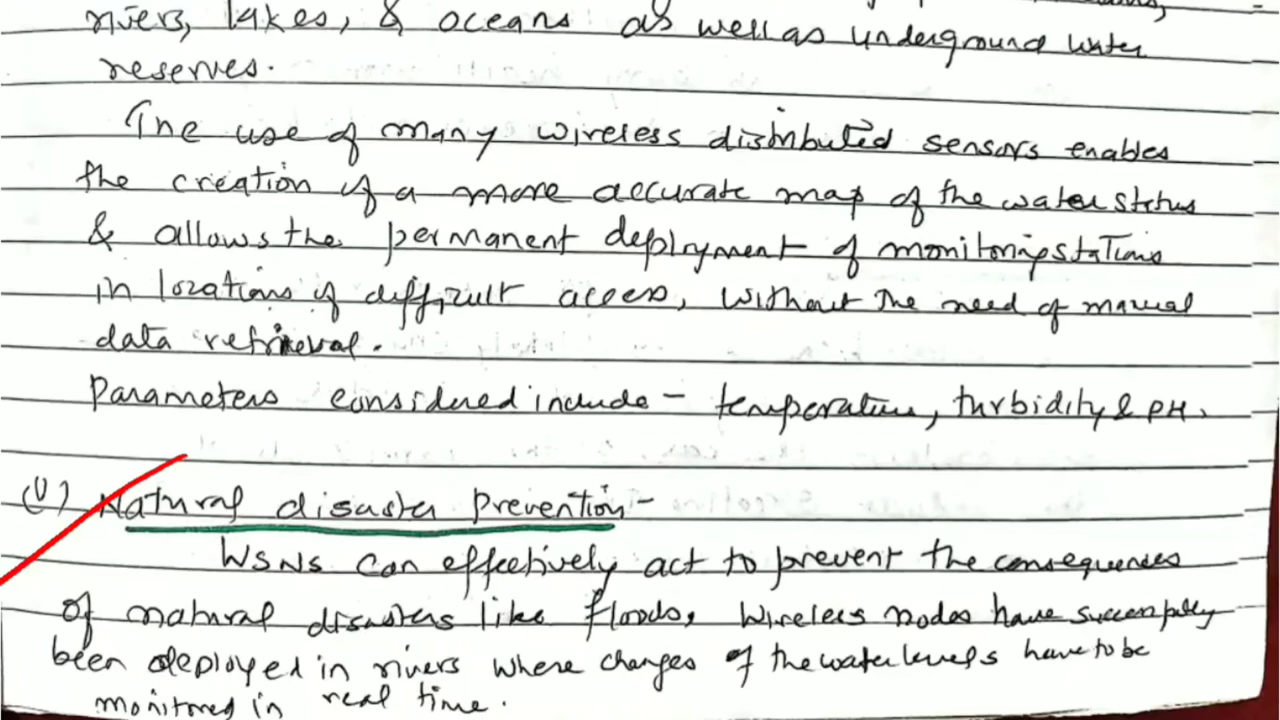 rivers, lakes, & oceans as well as underground water
reserves.
The use of many wireless distributed sensors enables
the creation of a more accurate map of the water status
& allows the permanent deployment of monitoring stations
in locations of difficult access, without the need of manual
data retrieval.
Parameters considered include - temperature, turbidity & PH.
(V) Natural disaster Prevention -
WSNs can effectively act to prevent the consequences
of natural disasters like floods. Wireless nodes have successfully
been deployed in rivers where changes of the water levels have to be
monitored in real time.